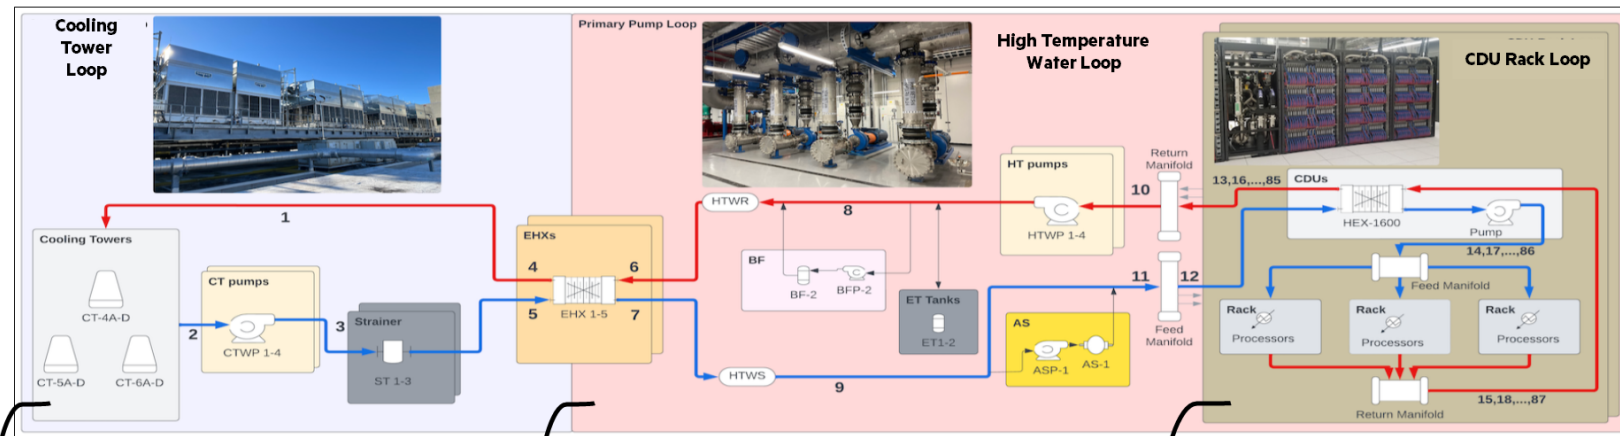 Cooling
Tower
Loop
Primary Pump Loop
High Temperature
Water Loop
CDU Rack Loop
1
Cooling Towers
CT-4A-D
CT-5A-D
CT-6A-D
2
CT pumps
CTWP 1-4
3
Strainer
ST 1-3
EHXs
4
6
5
EHX 1-5
7
HTWR
8
BF
BF-2
BFP-2
ET Tanks
ET1-2
HTWS
9
AS
ASP-1
AS-1
HT pumps
HTWP 1-4
Return
Manifold
10
11
12
Feed
Manifold
13,16,...,85
CDUs
HEX-1600
Pump
14,17,...,86
Feed Manifold
Rack
Processors
Rack
Processors
Rack
Processors
15,18,...,87
Return Manifold